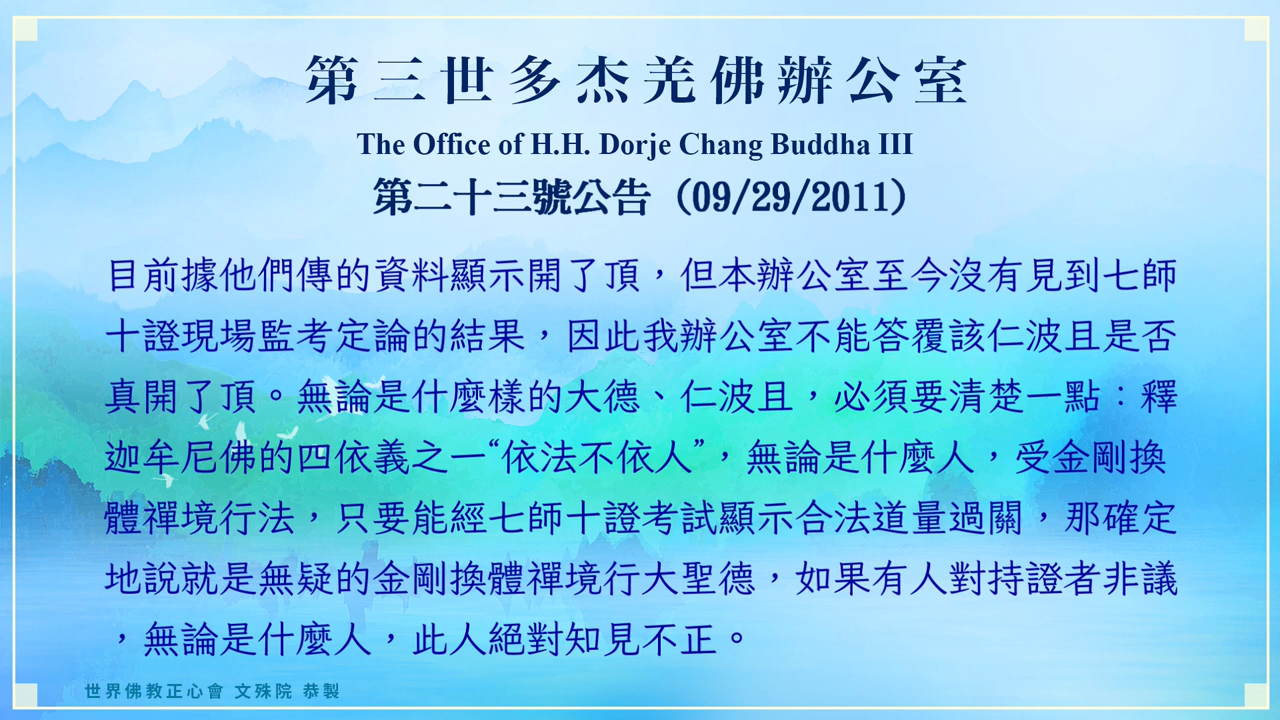 第三世多杰羌佛辦公室
The Office of H.H. Dorje Chang Buddha III
第二十三號公告（09/29/2011）
目前據他們傳的資料顯示開了頂，但本辦公室至今沒有見到七師
十證現場監考定論的結果，因此我辦公室不能答覆該仁波且是否
真開了頂。無論是什麼樣的大德、仁波且，必須要清楚一點：釋
迦牟尼佛的四依義之一“依法不依人”，無論是什麼人，受金剛換
體禪境行法，只要能經七師十證考試顯示合法道量過關，那確定
地說就是無疑的金剛換體禪境行大聖德，如果有人對持證者非議
，無論是什麼人，此人絕對知見不正。
世界佛教正心會 文殊院 恭製